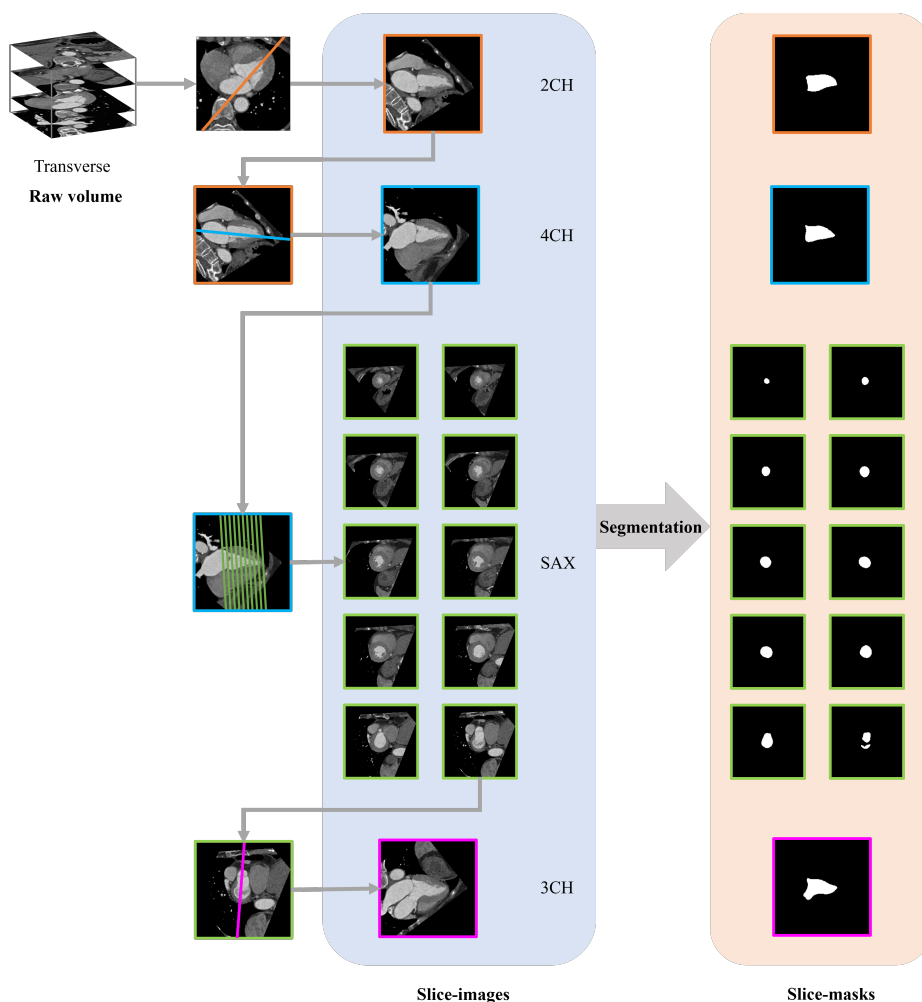 2CH
Transverse
Raw volume
4CH
Segmentation
SAX
3CH
Slice-images
Slice-masks